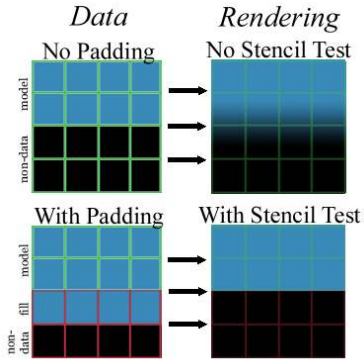 Data
Rendering
No Padding
No Stencil Test
model
non-data
With Padding
With Stencil Test
model
fill
non-
data